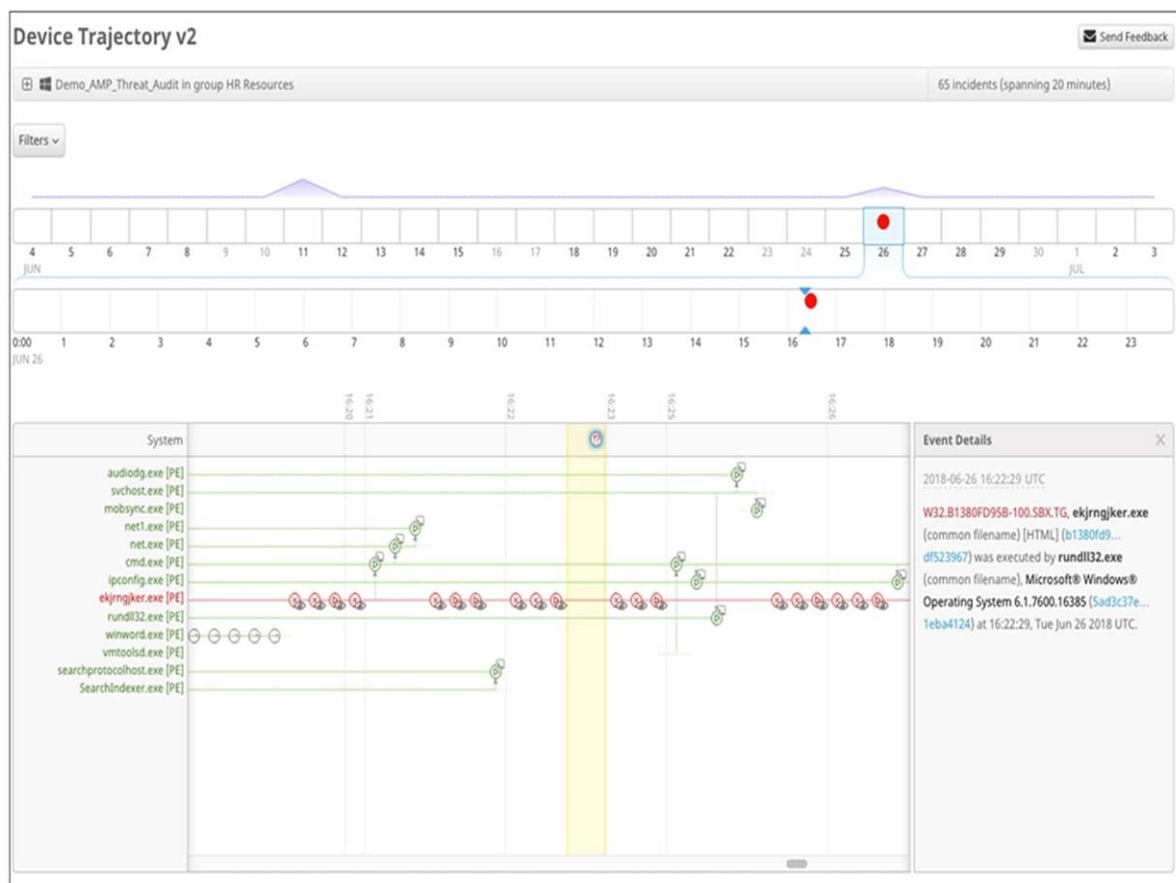 Device Trajectory v2
Send Feedback
Demo_AMP_Threat_Audit in group HR Resources
65 incidents (spanning 20 minutes)
Filters
4 5 6 7 8 9 10 11 12 13 14 15 16 17 18 19 20 21 22 23 24 25 26 27 28 29 30 1 2 3
JUN JUL
0:00 1 2 3 4 5 6 7 8 9 10 11 12 13 14 15 16 17 18 19 20 21 22 23
JUN 26
16:20 16:21 16:22 16:23 16:25 16:26
System
audiodg.exe [PE]
svchost.exe [PE]
mobsync.exe [PE]
net1.exe [PE]
net.exe [PE]
cmd.exe [PE]
ipconfig.exe [PE]
ekjrngjker.exe [PE]
rundll32.exe [PE]
winword.exe [PE]
vmtoolsd.exe [PE]
searchprotocolhost.exe [PE]
SearchIndexer.exe [PE]
Event Details
2018-06-26 16:22:29 UTC
W32.B1380FD95B-100.SBX.TG, ekjrngjker.exe
(common filename) [HTML] (b1380fd9...
df523967) was executed by rundll32.exe
(common filename), Microsoft® Windows®
Operating System 6.1.7600.16385 (5ad3c37e...
1eba4124) at 16:22:29, Tue Jun 26 2018 UTC.